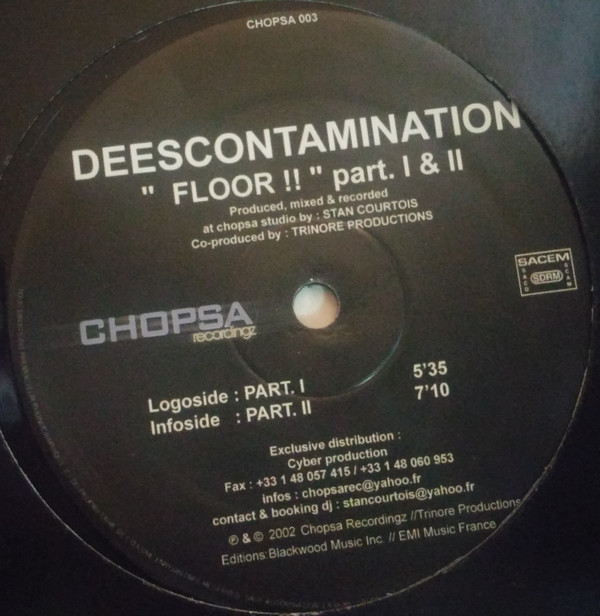 CHOPSA 003
DEESCONTAMINATION
" FLOOR !! " part. I & II
Produced, mixed & recorded
at chopsa studio by : STAN COURTOIS
Co-produced by : TRINORE PRODUCTIONS
SACEM
SACD SDRM SCAM
CHOPSA
recordingz
Logoside : PART. I 5'35
Infoside : PART. II 7'10
Exclusive distribution :
Cyber production
Fax : +33 1 48 057 415 / +33 1 48 060 953
infos : chopsarec@yahoo.fr
contact & booking dj : stancourtois@yahoo.fr
℗ & © 2002 Chopsa Recordingz //Trinore Productions
Editions:Blackwood Music Inc. // EMI Music France